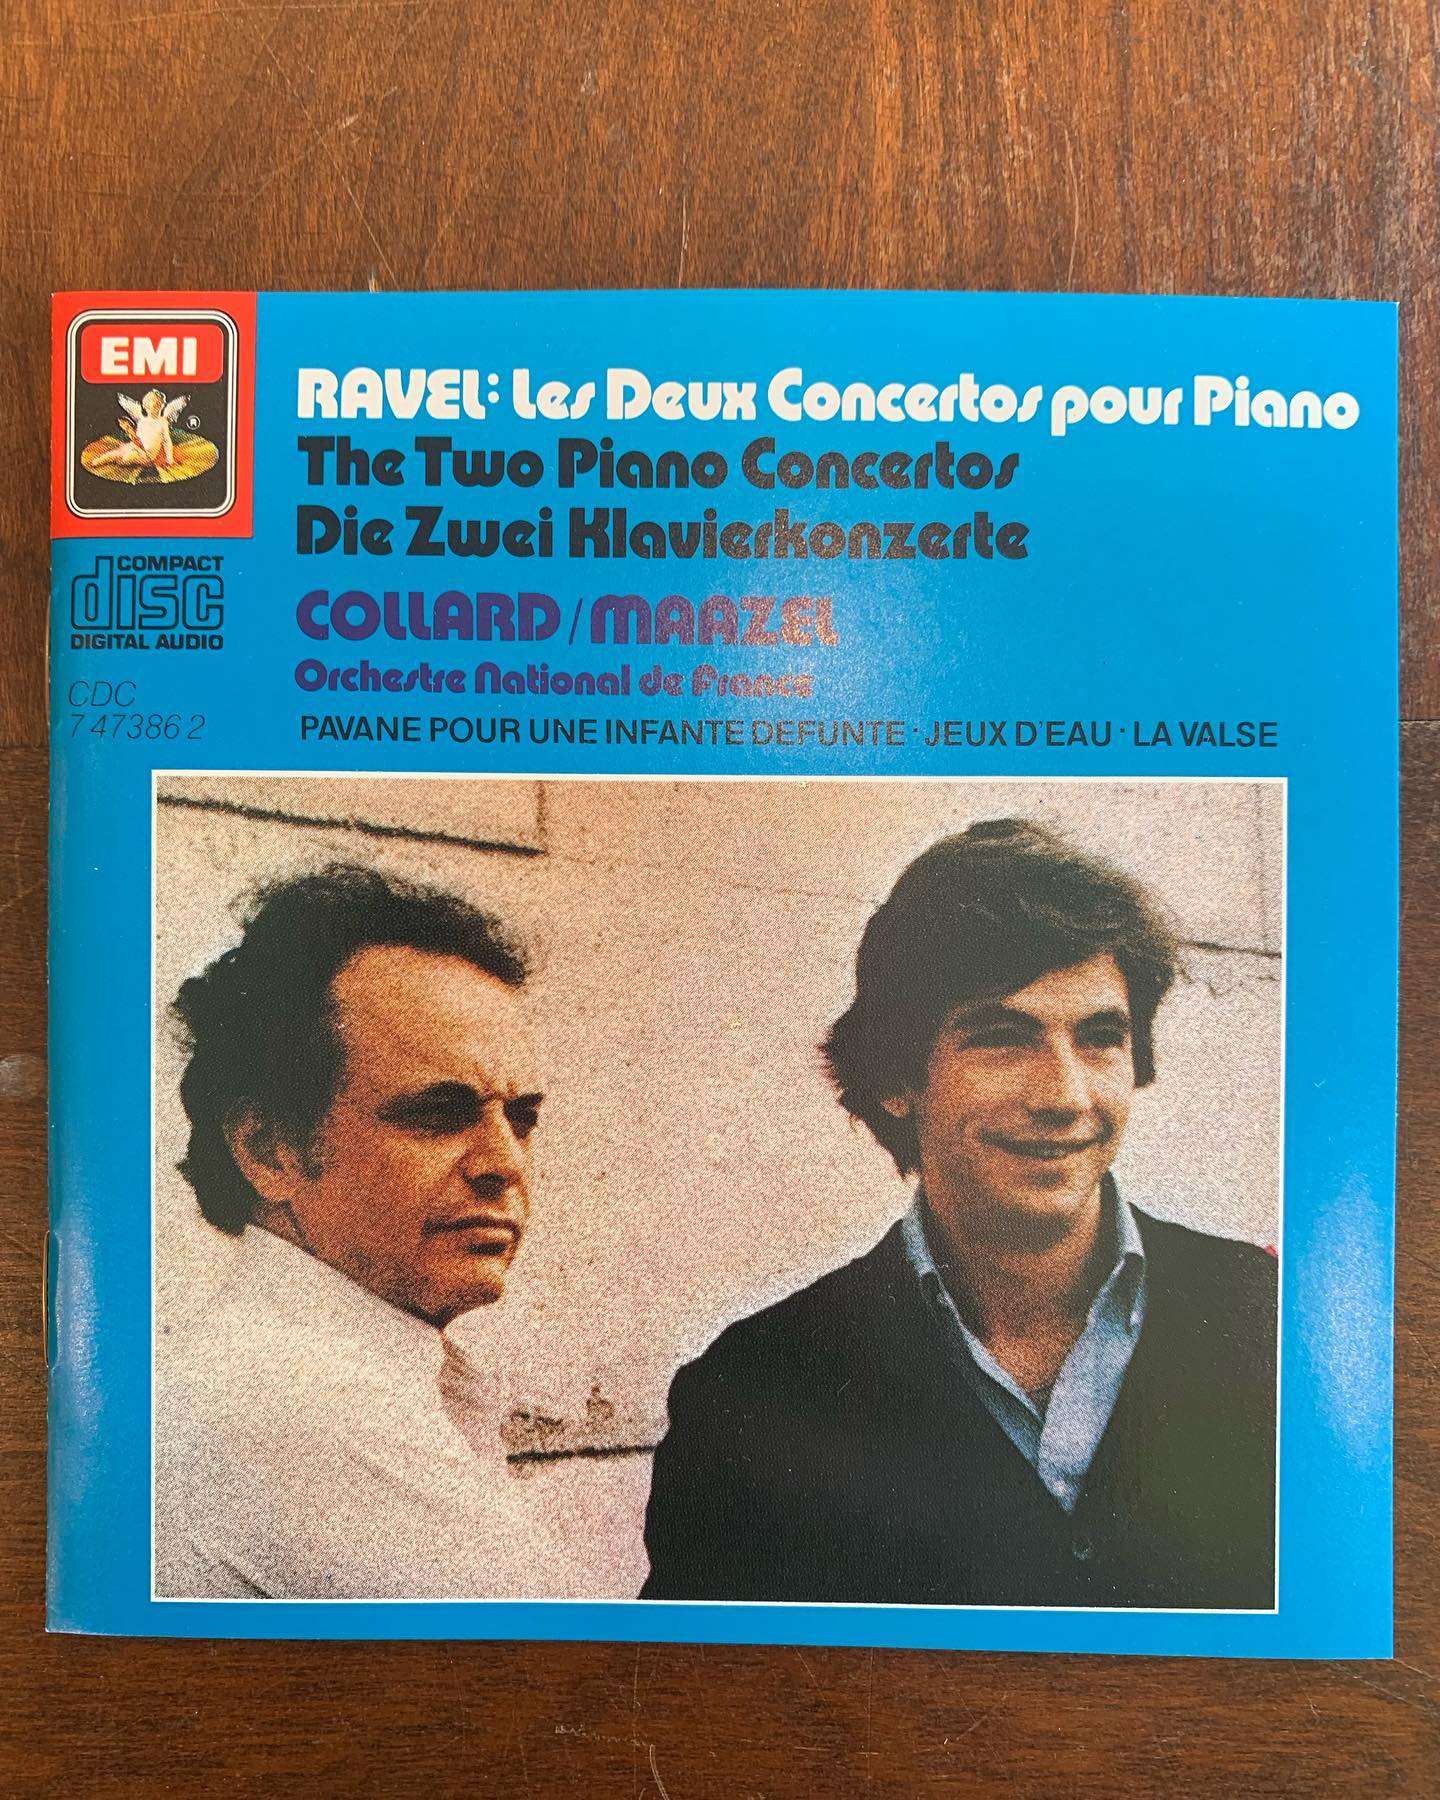 EMI
®
RAVEL: Les Deux Concertos pour Piano
The Two Piano Concertos
Die Zwei Klavierkonzerte
COMPACT
disc
DIGITAL AUDIO
COLLARD/MAAZEL
Orchestre National de France
CDC
7 47386 2
PAVANE POUR UNE INFANTE DEFUNTE · JEUX D'EAU · LA VALSE